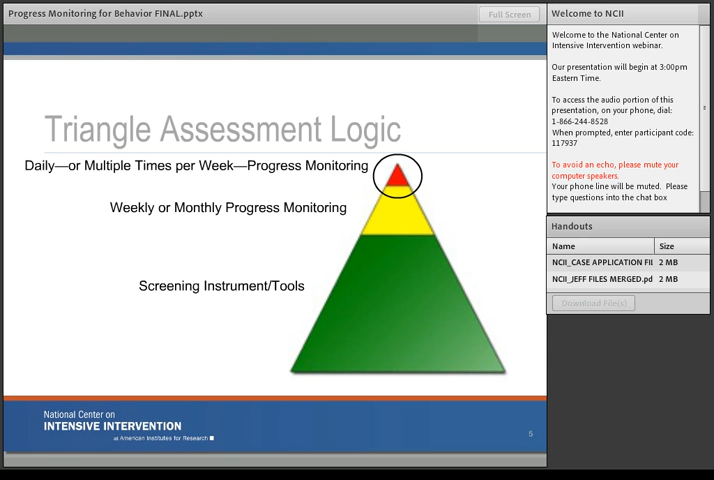 Progress Monitoring for Behavior FINAL.pptx
Full Screen
Triangle Assessment Logic
Daily—or Multiple Times per Week—Progress Monitoring
Weekly or Monthly Progress Monitoring
Screening Instrument/Tools
National Center on
INTENSIVE INTERVENTION
at American Institutes for Research
5
Welcome to NCII
Welcome to the National Center on
Intensive Intervention webinar.
Our presentation will begin at 3:00pm
Eastern Time.
To access the audio portion of this
presentation, on your phone, dial:
1-866-244-8528
When prompted, enter participant code:
117937
To avoid an echo, please mute your
computer speakers.
Your phone line will be muted. Please
type questions into the chat box
Handouts
Name Size
NCII_CASE APPLICATION FII 2 MB
NCII_JEFF FILES MERGED.pd 2 MB
Download File(s)